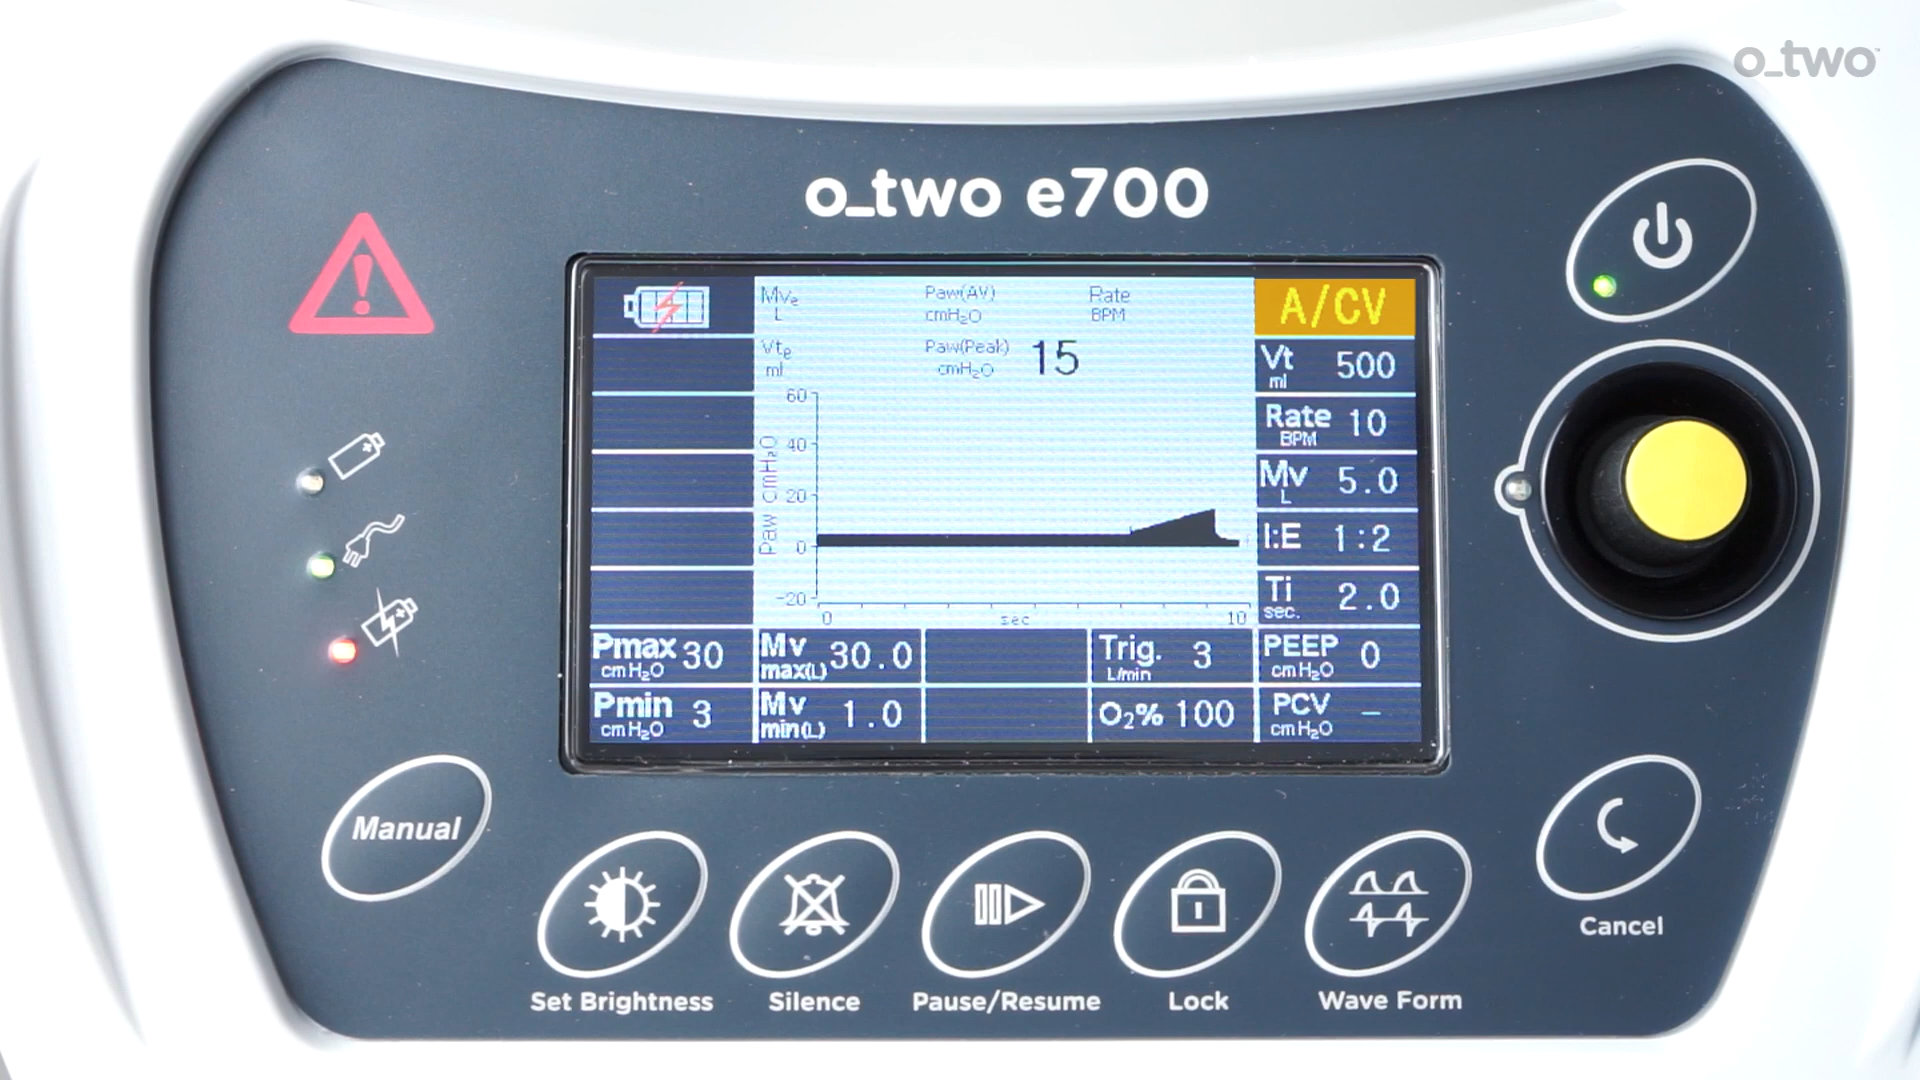 o_two™
o_two e700
A/CV
Mve
L
Paw(AV)
cmH2O
Rate
BPM
Vte
ml
Paw(Peak)
cmH2O
15
Vt
ml
500
Rate
BPM
10
Mv
L
5.0
I:E 1:2
Ti
sec.
2.0
Paw cmH2O
60
40
20
0
-20
0 sec 10
Pmax
cmH2O
30
Mv
max(L)
30.0
Trig.
L/min
3
PEEP
cmH2O
0
Pmin
cmH2O
3
Mv
min(L)
1.0
O2% 100
PCV
cmH2O
–
Manual
Cancel
Set Brightness
Silence
Pause/Resume
Lock
Wave Form